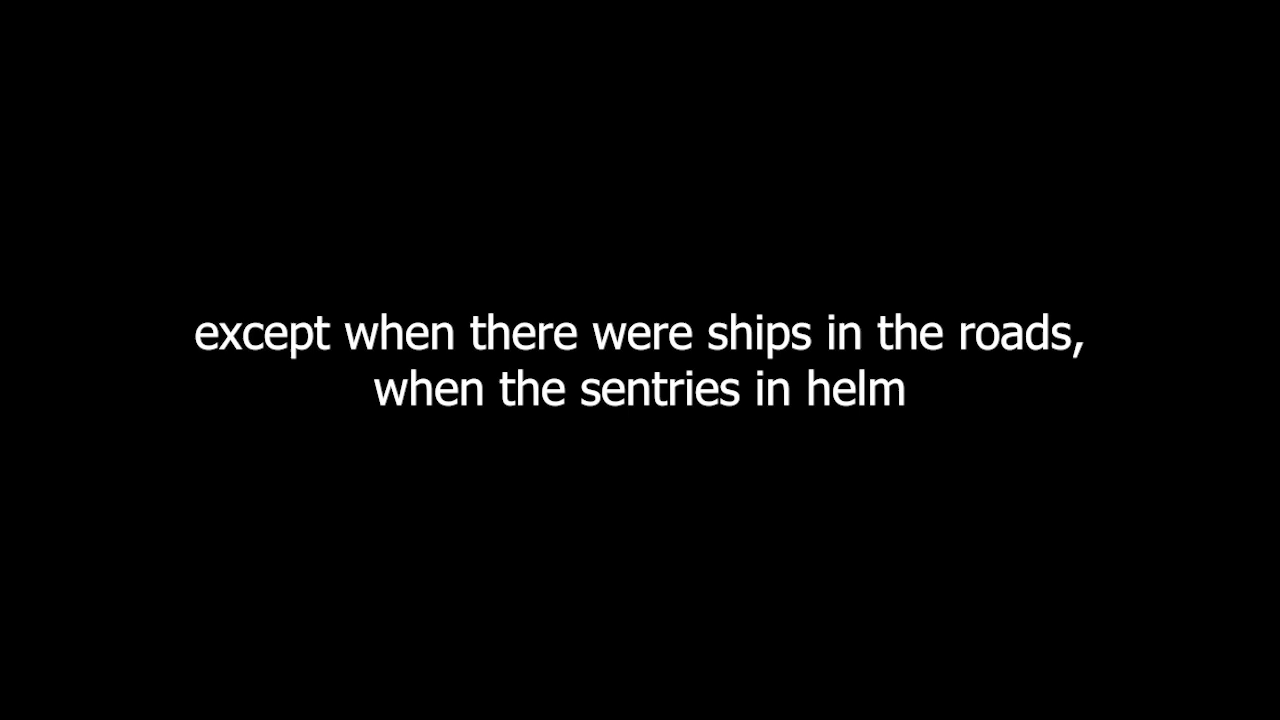 except when there were ships in the roads,
when the sentries in helm